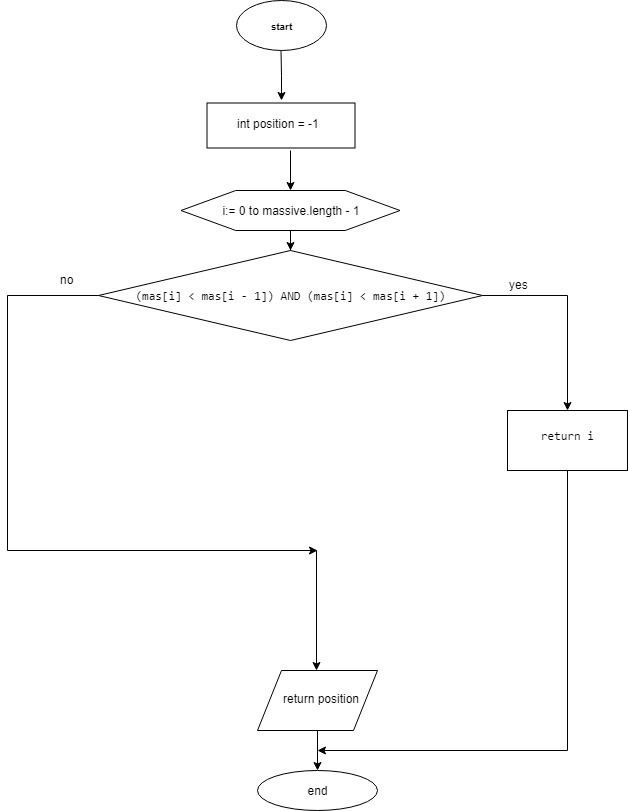 start
int position = -1
i:= 0 to massive.length - 1
no
(mas[i] < mas[i - 1]) AND (mas[i] < mas[i + 1])
yes
return i
return position
end